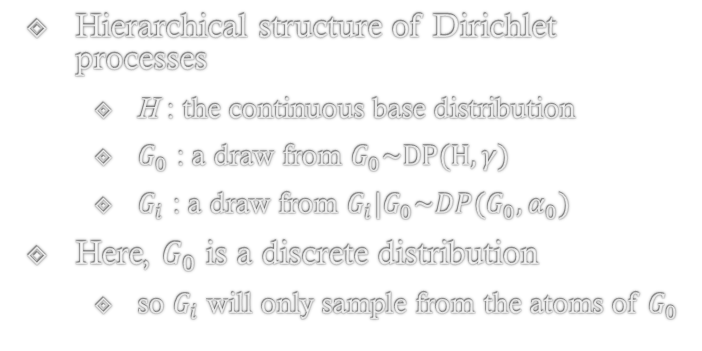 Hierarchical structure of Dirichlet
processes
H : the continuous base distribution
G₀ : a draw from G₀~DP(H, γ)
Gᵢ : a draw from Gᵢ|G₀~DP(G₀, α₀)
Here, G₀ is a discrete distribution
so Gᵢ will only sample from the atoms of G₀